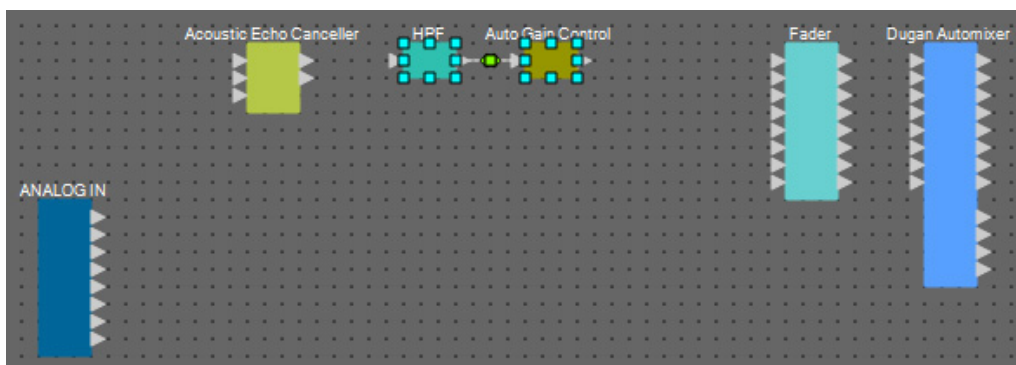 Acoustic Echo Canceller
HPF
Auto Gain Control
Fader
Dugan Automixer
ANALOG IN